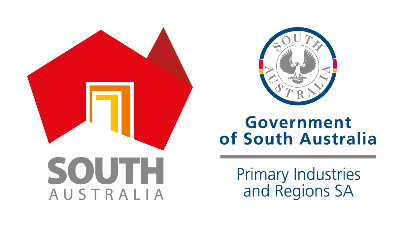 SOUTH
AUSTRALIA
SOUTH
AUSTRALIA
Government
of South Australia
Primary Industries
and Regions SA